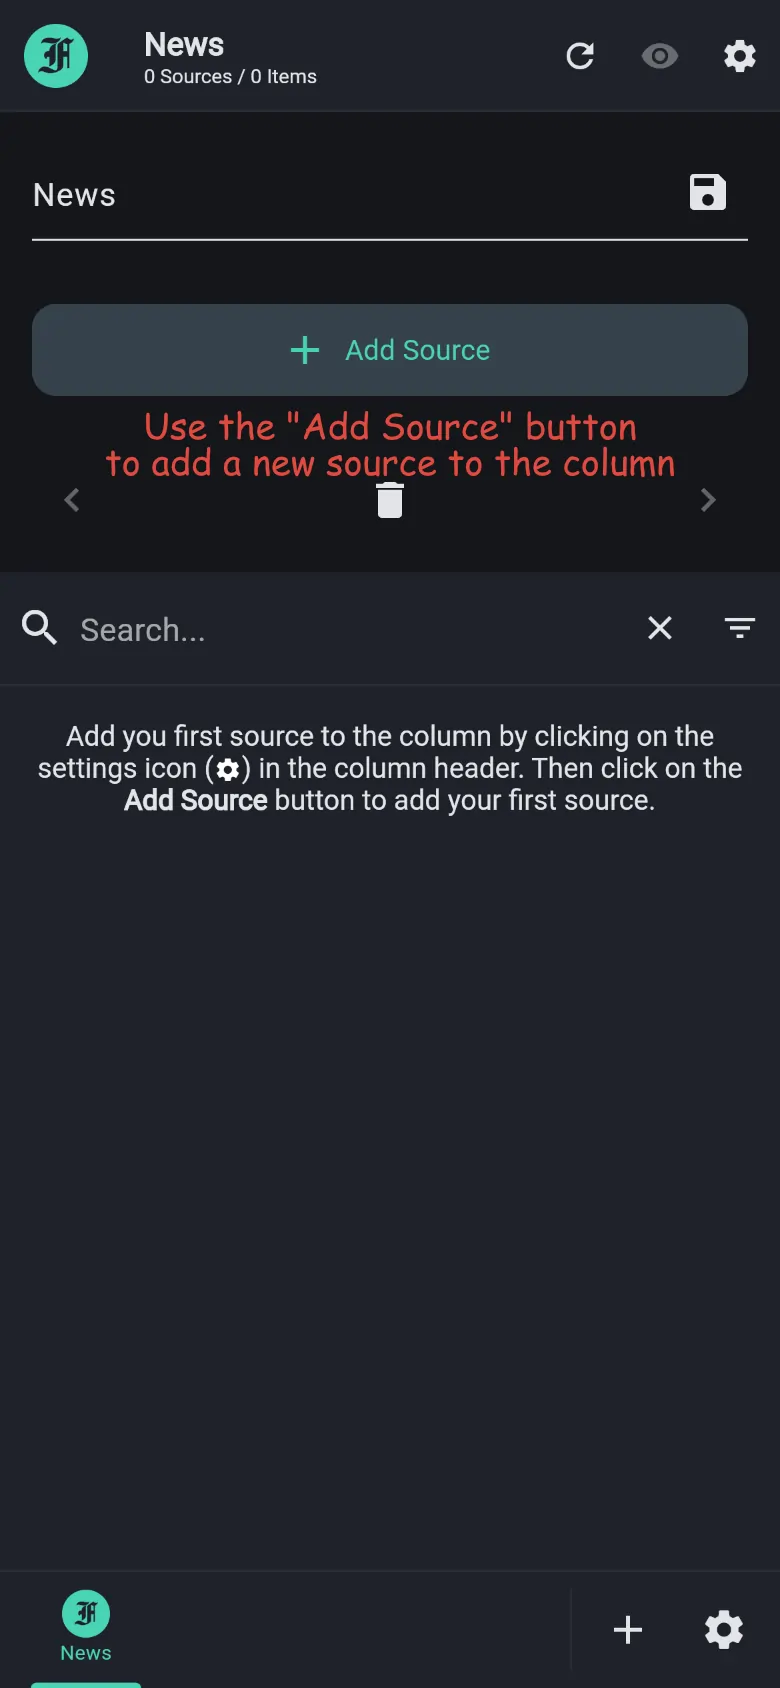 News
0 Sources / 0 Items
News
Add Source
Use the "Add Source" button
to add a new source to the column
Search...
Add you first source to the column by clicking on the
settings icon () in the column header. Then click on the
Add Source button to add your first source.
News